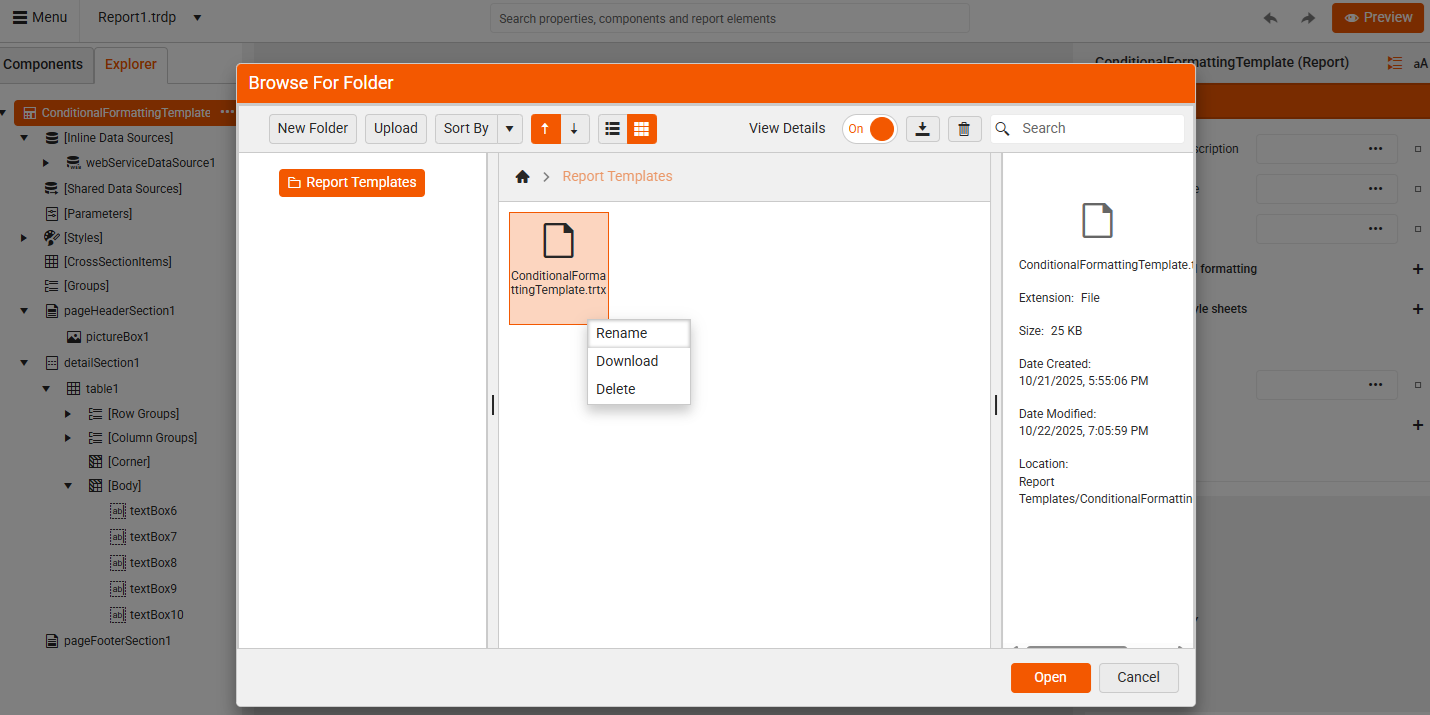 Menu
Report1.trdp
Search properties, components and report elements
Preview
Components
Explorer
ConditionalFormattingTemplate
[Inline Data Sources]
webServiceDataSource1
[Shared Data Sources]
[Parameters]
[Styles]
[CrossSectionItems]
[Groups]
pageHeaderSection1
pictureBox1
detailSection1
table1
[Row Groups]
[Column Groups]
[Corner]
[Body]
textBox6
textBox7
textBox8
textBox9
textBox10
pageFooterSection1
Browse For Folder
New Folder
Upload
Sort By
View Details
On
Search
Report Templates
Report Templates
ConditionalForma
ttingTemplate.trtx
Rename
Download
Delete
ConditionalFormattingTemplate.
Extension: File
Size: 25 KB
Date Created:
10/21/2025, 5:55:06 PM
Date Modified:
10/22/2025, 7:05:59 PM
Location:
Report
Templates/ConditionalFormattin
Open
Cancel
ConditionalFormattingTemplate (Report)
aA
scription
formatting
le sheets